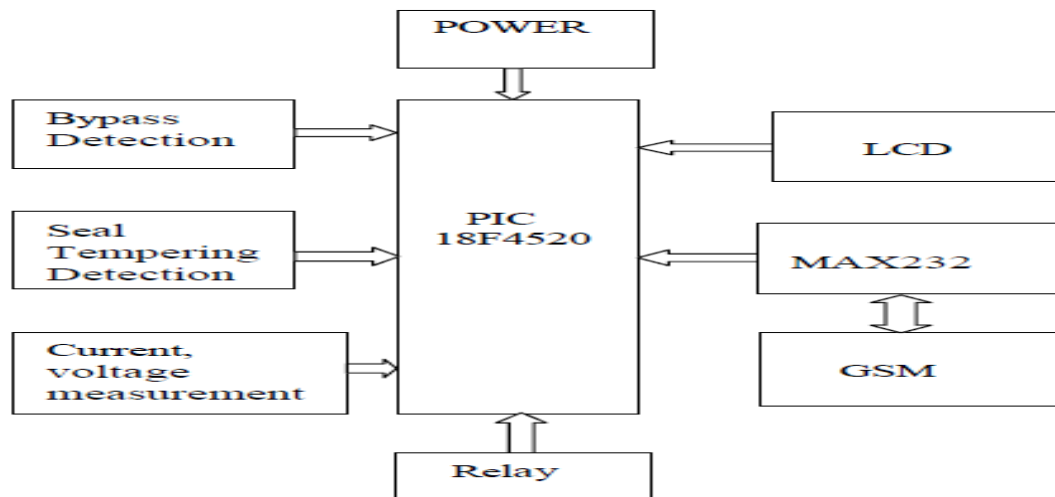 POWER
Bypass
Detection
LCD
PIC
18F4520
Seal
Tempering
Detection
MAX232
Current,
voltage
measurement
GSM
Relay